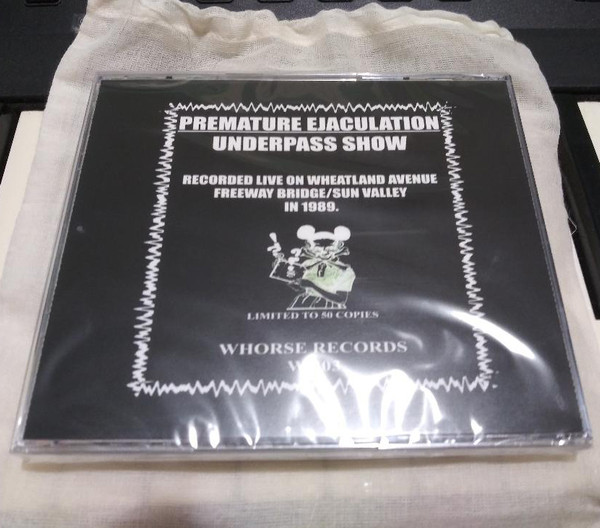 PREMATURE EJACULATION
UNDERPASS SHOW
RECORDED LIVE ON WHEATLAND AVENUE
FREEWAY BRIDGE/SUN VALLEY
IN 1989.
LIMITED TO 50 COPIES
WHORSE RECORDS